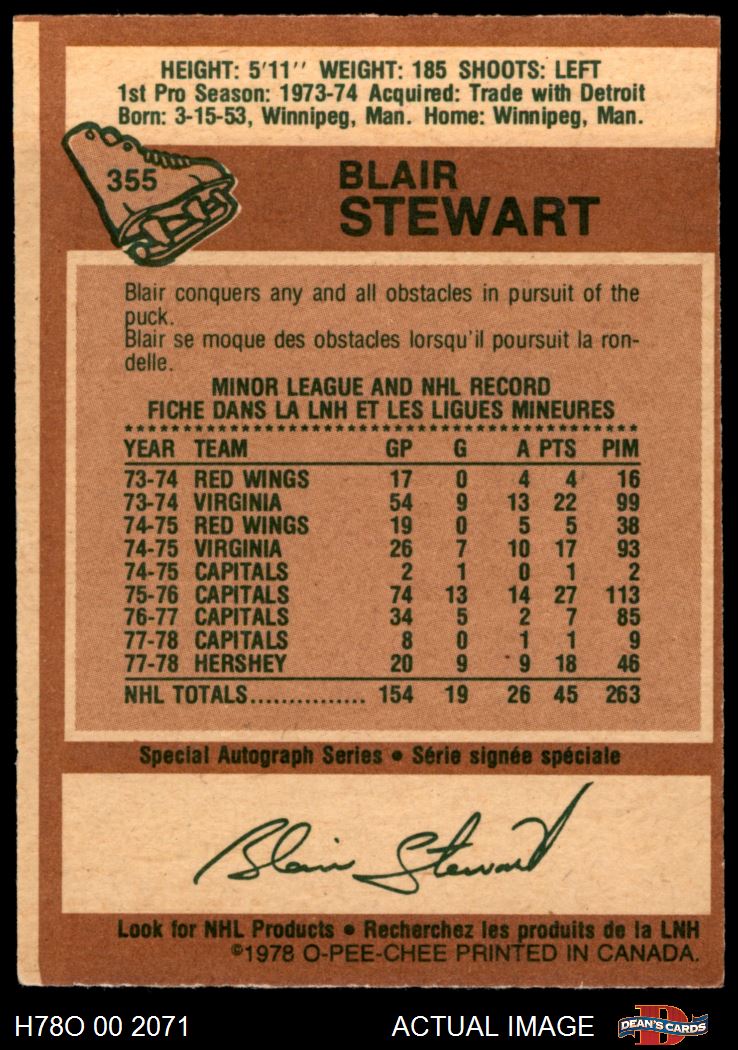 HEIGHT: 5'11'' WEIGHT: 185 SHOOTS: LEFT
1st Pro Season: 1973-74 Acquired: Trade with Detroit
Born: 3-15-53, Winnipeg, Man. Home: Winnipeg, Man.
355
BLAIR
STEWART
Blair conquers any and all obstacles in pursuit of the
puck.
Blair se moque des obstacles lorsqu'il poursuit la ron-
delle.
MINOR LEAGUE AND NHL RECORD
FICHE DANS LA LNH ET LES LIGUES MINEURES
YEAR TEAM GP G A PTS PIM
73-74 RED WINGS 17 0 4 4 16
73-74 VIRGINIA 54 9 13 22 99
74-75 RED WINGS 19 0 5 5 38
74-75 VIRGINIA 26 7 10 17 93
74-75 CAPITALS 2 1 0 1 2
75-76 CAPITALS 74 13 14 27 113
76-77 CAPITALS 34 5 2 7 85
77-78 CAPITALS 8 0 1 1 9
77-78 HERSHEY 20 9 9 18 46
NHL TOTALS............... 154 19 26 45 263
Special Autograph Series • Série signée spéciale
Blair Stewart
Look for NHL Products • Recherchez les produits de la LNH
©1978 O-PEE-CHEE PRINTED IN CANADA.
H78O 00 2071 ACTUAL IMAGE D DEAN'S CARDS